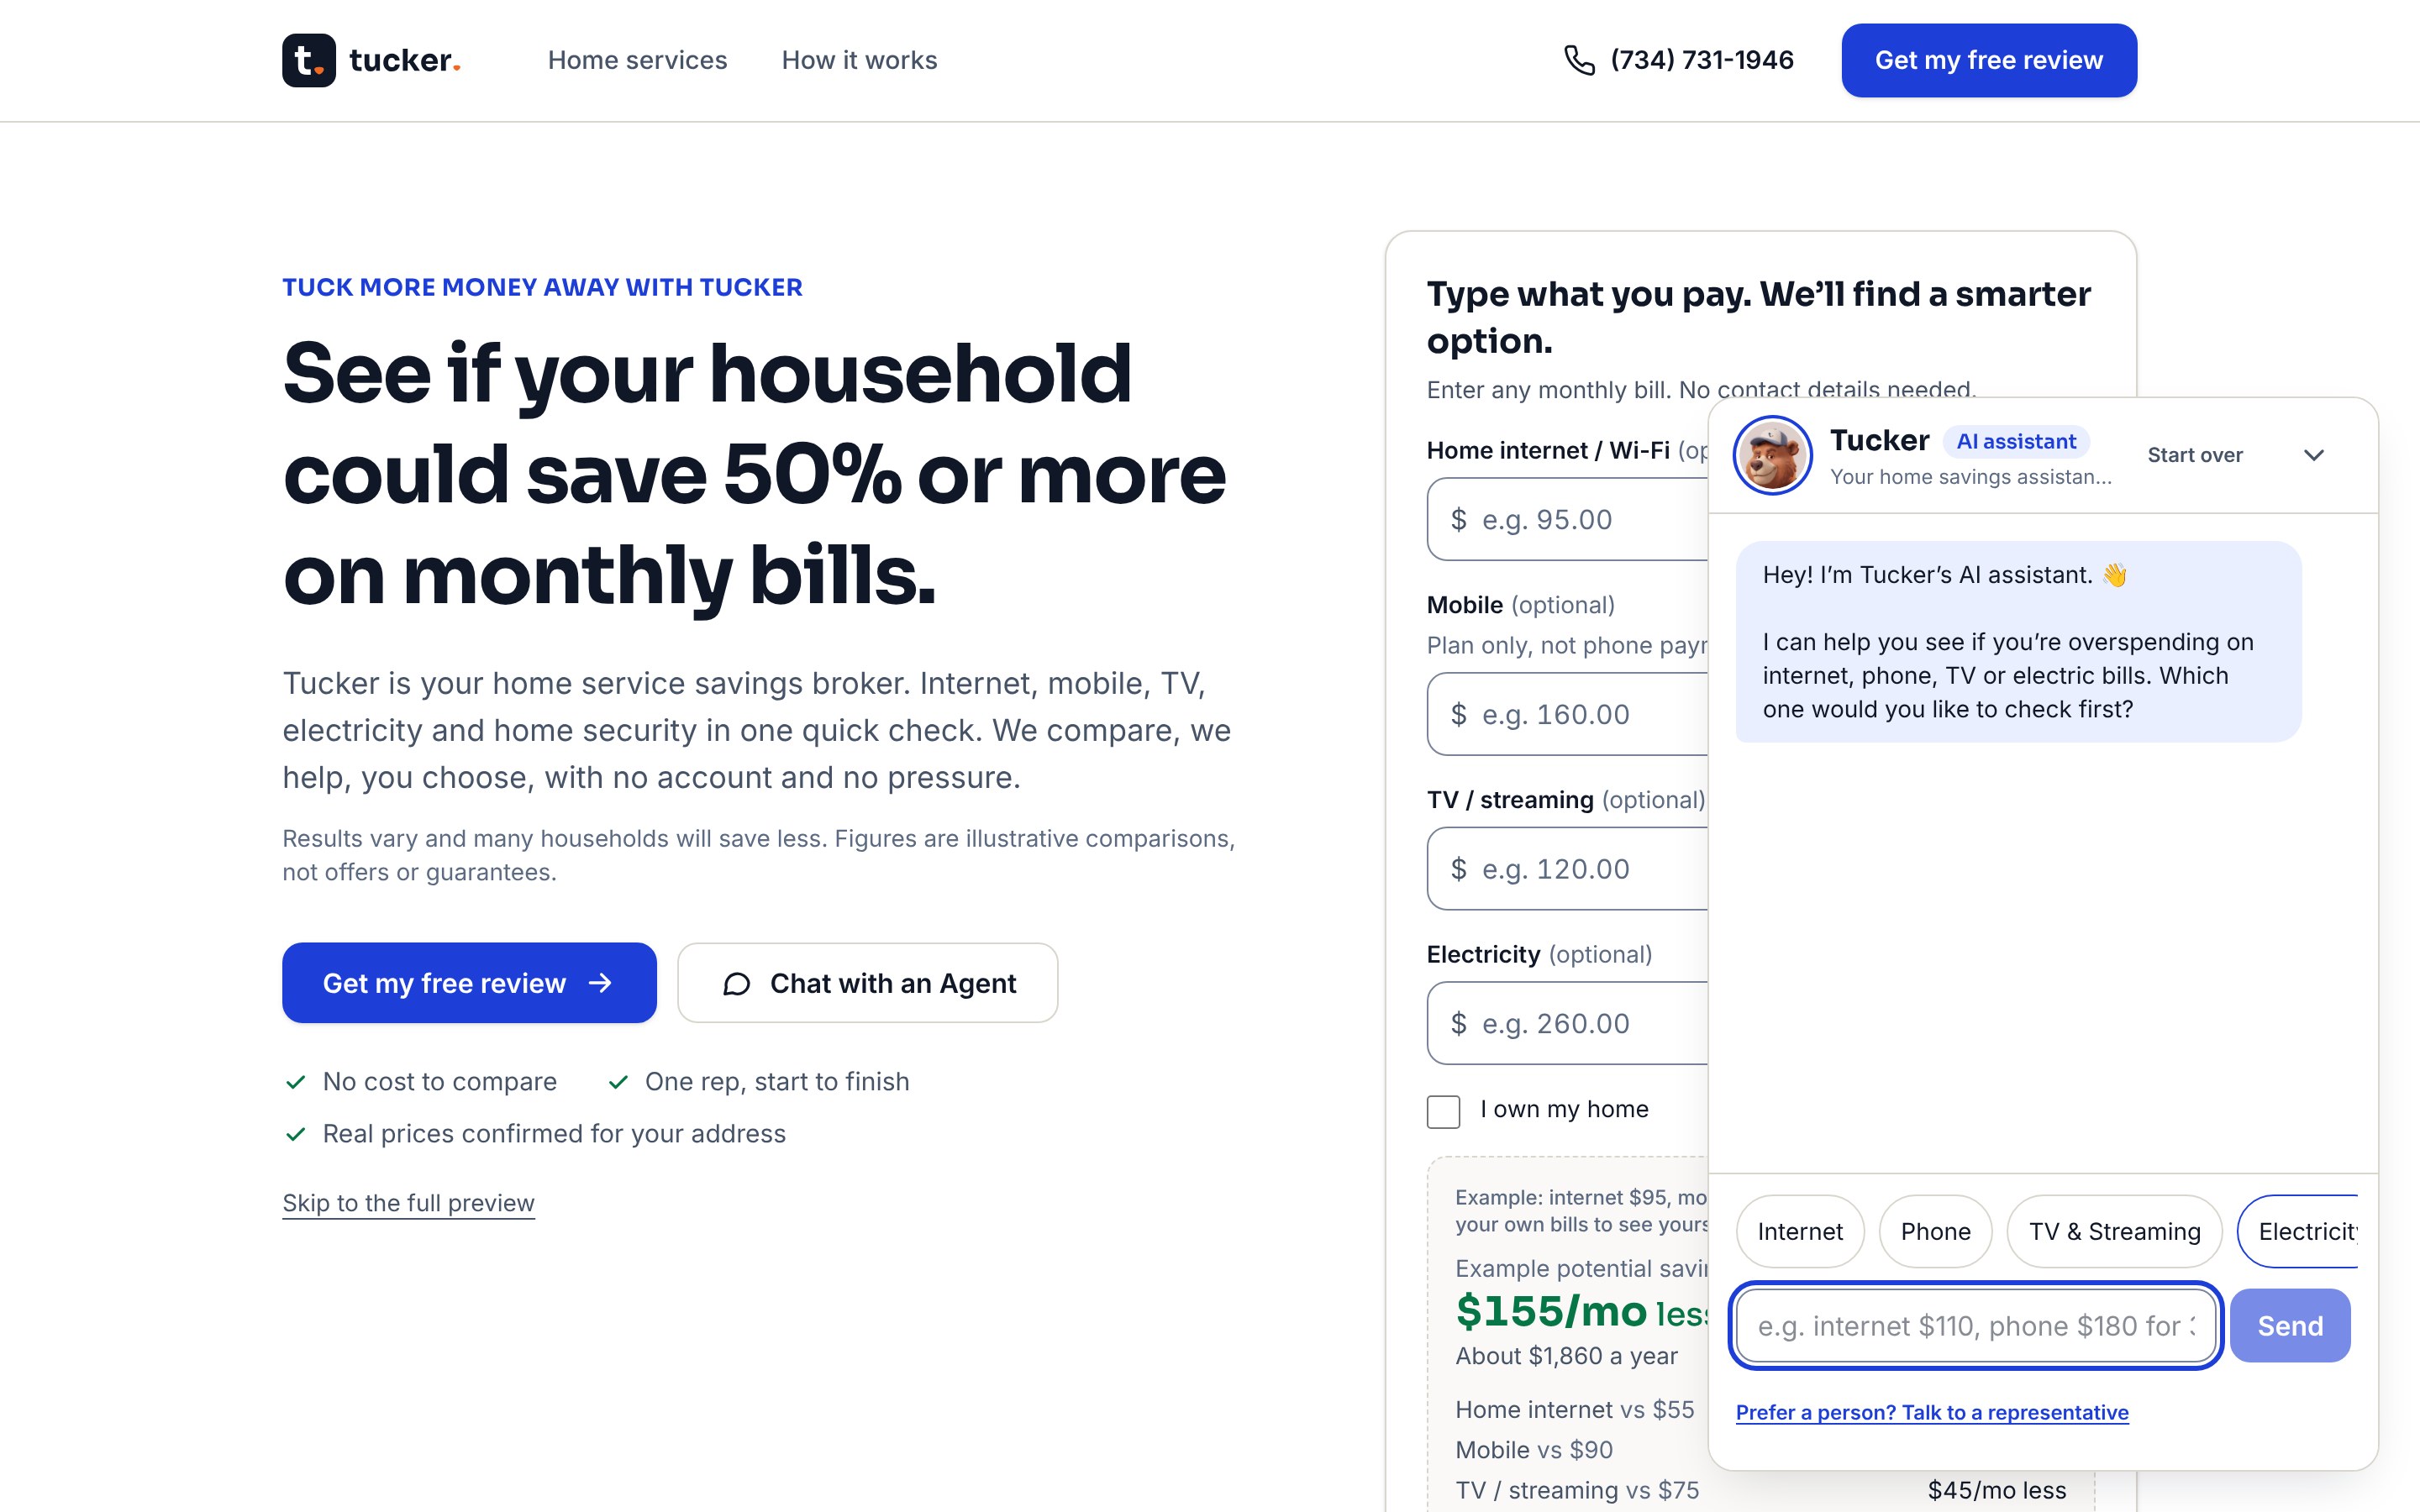 t.
tucker.
Home services
How it works
(734) 731-1946
Get my free review
TUCK MORE MONEY AWAY WITH TUCKER
See if your household
could save 50% or more
on monthly bills.
Tucker is your home service savings broker. Internet, mobile, TV,
electricity and home security in one quick check. We compare, we
help, you choose, with no account and no pressure.
Results vary and many households will save less. Figures are illustrative comparisons,
not offers or guarantees.
Get my free review
Chat with an Agent
No cost to compare
One rep, start to finish
Real prices confirmed for your address
Skip to the full preview
Type what you pay. We’ll find a smarter
option.
Enter any monthly bill. No contact details needed.
Home internet / Wi-Fi (op
$ e.g. 95.00
Mobile (optional)
Plan only, not phone payr
$ e.g. 160.00
TV / streaming (optional)
$ e.g. 120.00
Electricity (optional)
$ e.g. 260.00
I own my home
Example: internet $95, mo
your own bills to see yours
Example potential savin
$155/mo less
About $1,860 a year
Home internet vs $55
Mobile vs $90
TV / streaming vs $75
$45/mo less
Tucker
AI assistant
Your home savings assistan...
Start over
Hey! I’m Tucker’s AI assistant. 👋
I can help you see if you’re overspending on
internet, phone, TV or electric bills. Which
one would you like to check first?
Internet
Phone
TV & Streaming
Electricity
e.g. internet $110, phone $180 for
Send
Prefer a person? Talk to a representative